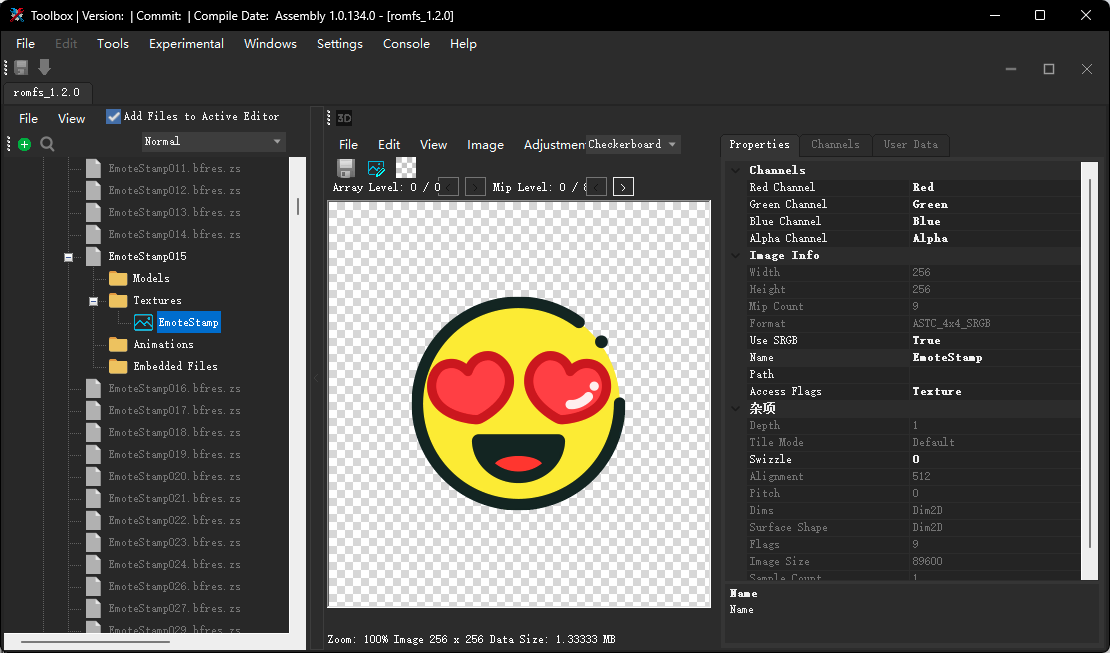 Toolbox | Version:  | Commit:  | Compile Date:  Assembly 1.0.134.0 - [romfs_1.2.0]
File Edit Tools Experimental Windows Settings Console Help
romfs_1.2.0
File View Add Files to Active Editor
Normal
EmoteStamp011.bfres.zs
EmoteStamp012.bfres.zs
EmoteStamp013.bfres.zs
EmoteStamp014.bfres.zs
EmoteStamp015
Models
Textures
EmoteStamp
Animations
Embedded Files
EmoteStamp016.bfres.zs
EmoteStamp017.bfres.zs
EmoteStamp018.bfres.zs
EmoteStamp019.bfres.zs
EmoteStamp020.bfres.zs
EmoteStamp021.bfres.zs
EmoteStamp022.bfres.zs
EmoteStamp023.bfres.zs
EmoteStamp024.bfres.zs
EmoteStamp026.bfres.zs
EmoteStamp027.bfres.zs
EmoteStamp029.bfres.zs
3D
File Edit View Image Adjustmen Checkerboard
Array Level: 0 / 0 < > Mip Level: 0 / 8 < >
Zoom: 100% Image 256 x 256 Data Size: 1.33333 MB
Properties Channels User Data
Channels
Red Channel Red
Green Channel Green
Blue Channel Blue
Alpha Channel Alpha
Image Info
Width 256
Height 256
Mip Count 9
Format ASTC_4x4_SRGB
Use SRGB True
Name EmoteStamp
Path
Access Flags Texture
杂项
Depth 1
Tile Mode Default
Swizzle 0
Alignment 512
Pitch 0
Dims Dim2D
Surface Shape Dim2D
Flags 9
Image Size 89600
Sample Count 1
Name
Name